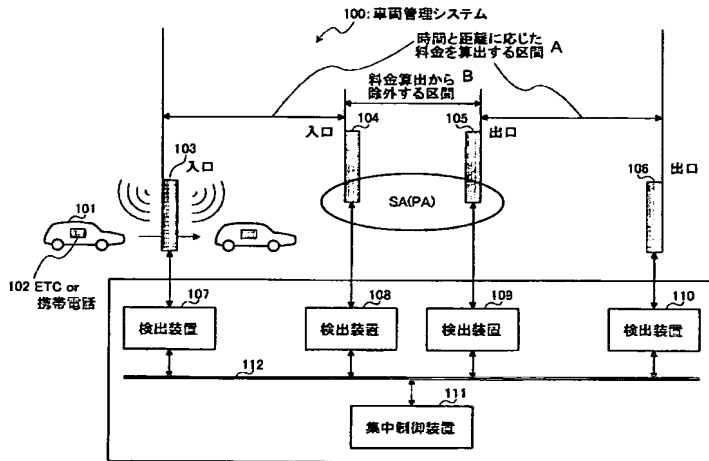 100:車両管理システム
時間と距離に応じた
料金を算出する区間 A
料金算出から
除外する区間 B
入口
104
105
出口
103
入口
106
出口
101
SA(PA)
102 ETC or
携帯電話
107
108
109
110
検出装置
検出装置
検出装置
検出装置
112
111
集中制御装置